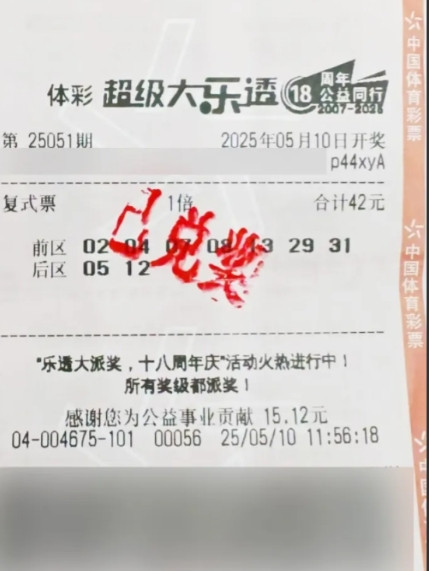 体彩 超级大乐透 18 周年 公益同行 2007-2025
第 25051期 2025年05月10日开奖
p44xyA
复式票 1倍 合计42元
前区 02 04 07 08 13 29 31
后区 05 12
已兑奖
"乐透大派奖，十八周年庆"活动火热进行中！
所有奖级都派奖！
感谢您为公益事业贡献 15.12元
04-004675-101 00056 25/05/10 11:56:18
中国体育彩票
中国体育彩票
中国体